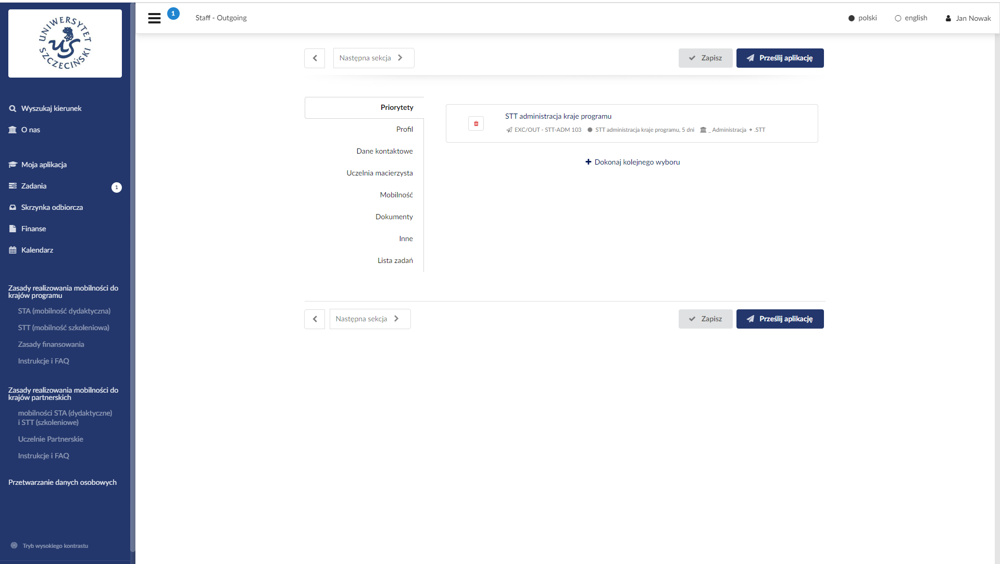 UNIWERSYTET
SZCZECIŃSKI
US
Wyszukaj kierunek
O nas
Moja aplikacja
Zadania 1
Skrzynka odbiorcza
Finanse
Kalendarz
Zasady realizowania mobilności do
krajów programu
STA (mobilność dydaktyczna)
STT (mobilność szkoleniowa)
Zasady finansowania
Instrukcje i FAQ
Zasady realizowania mobilności do
krajów partnerskich
mobilności STA (dydaktyczne)
i STT (szkoleniowe)
Uczelnie Partnerskie
Instrukcje i FAQ
Przetwarzanie danych osobowych
Tryb wysokiego kontrastu
1 Staff - Outgoing polski english Jan Nowak
Następna sekcja Zapisz Prześlij aplikację
Priorytety
Profil
Dane kontaktowe
Uczelnia macierzysta
Mobilność
Dokumenty
Inne
Lista zadań
STT administracja kraje programu
EXC/OUT - STT-ADM 103 STT administracja kraje programu, 5 dni _ Administracja .STT
Dokonaj kolejnego wyboru
Następna sekcja Zapisz Prześlij aplikację